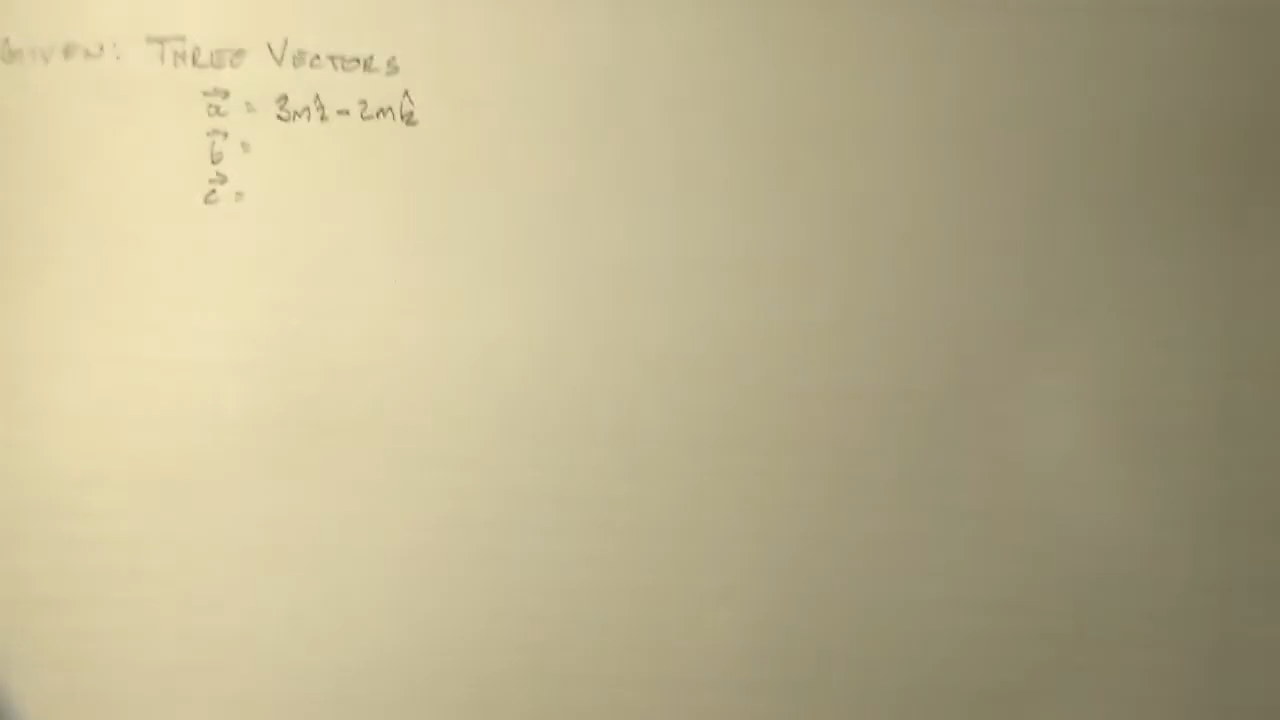 GIVEN: THREE VECTORS
a⃗ = 3m î - 2m k̂
b⃗ =
c⃗ =